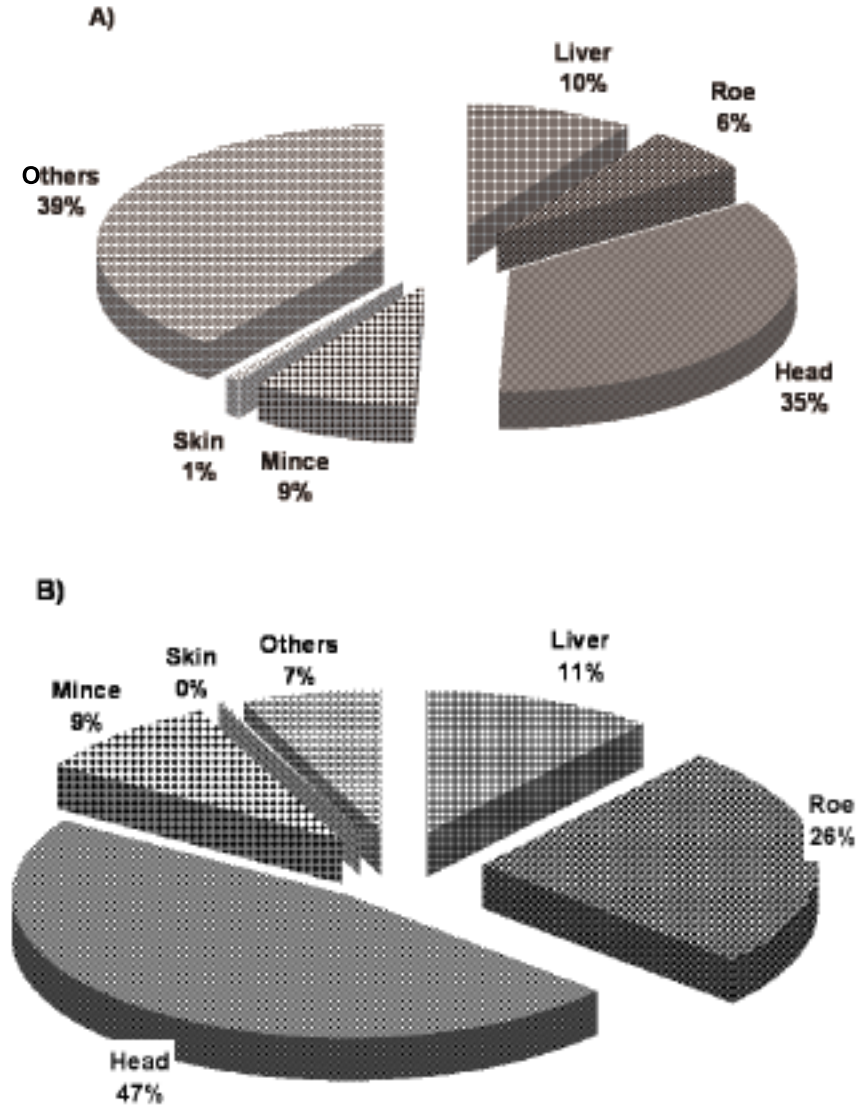 A)
Liver
10%
Roe
6%
Others
39%
Head
35%
Skin
1%
Mince
9%
B)
Others
7%
Liver
11%
Skin
0%
Mince
9%
Roe
26%
Head
47%